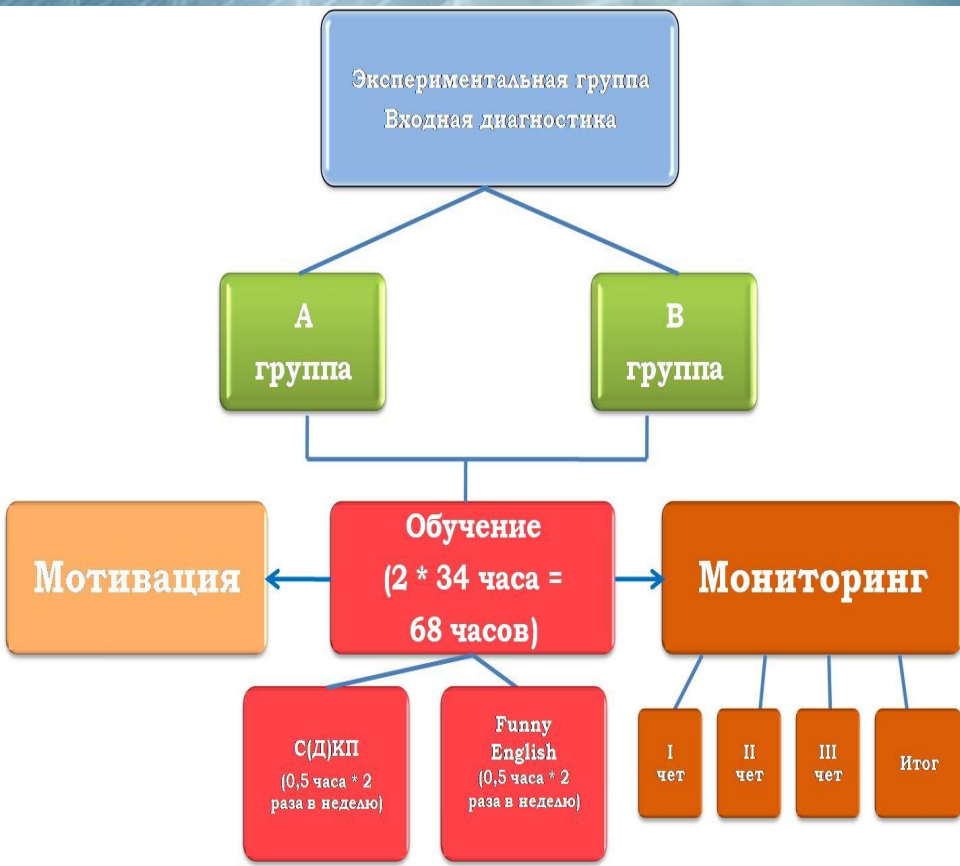 Экспериментальная группа
Входная диагностика
А
группа
В
группа
Мотивация
Обучение
(2 * 34 часа =
68 часов)
Мониторинг
С(Д)КП
(0,5 часа * 2
раза в неделю)
Funny
English
(0,5 часа * 2
раза в неделю)
I
чет
II
чет
III
чет
Итог